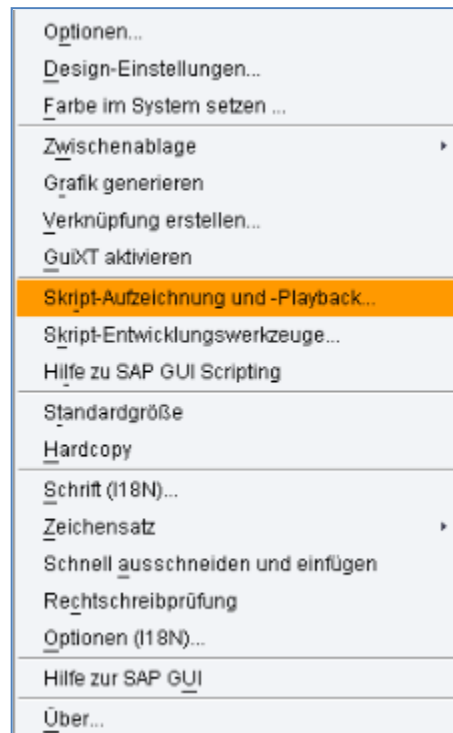 Optionen...
Design-Einstellungen...
Farbe im System setzen ...
Zwischenablage
Grafik generieren
Verknüpfung erstellen...
GuiXT aktivieren
Skript-Aufzeichnung und -Playback...
Skript-Entwicklungswerkzeuge...
Hilfe zu SAP GUI Scripting
Standardgröße
Hardcopy
Schrift (I18N)...
Zeichensatz
Schnell ausschneiden und einfügen
Rechtschreibprüfung
Optionen (I18N)...
Hilfe zur SAP GUI
Über...